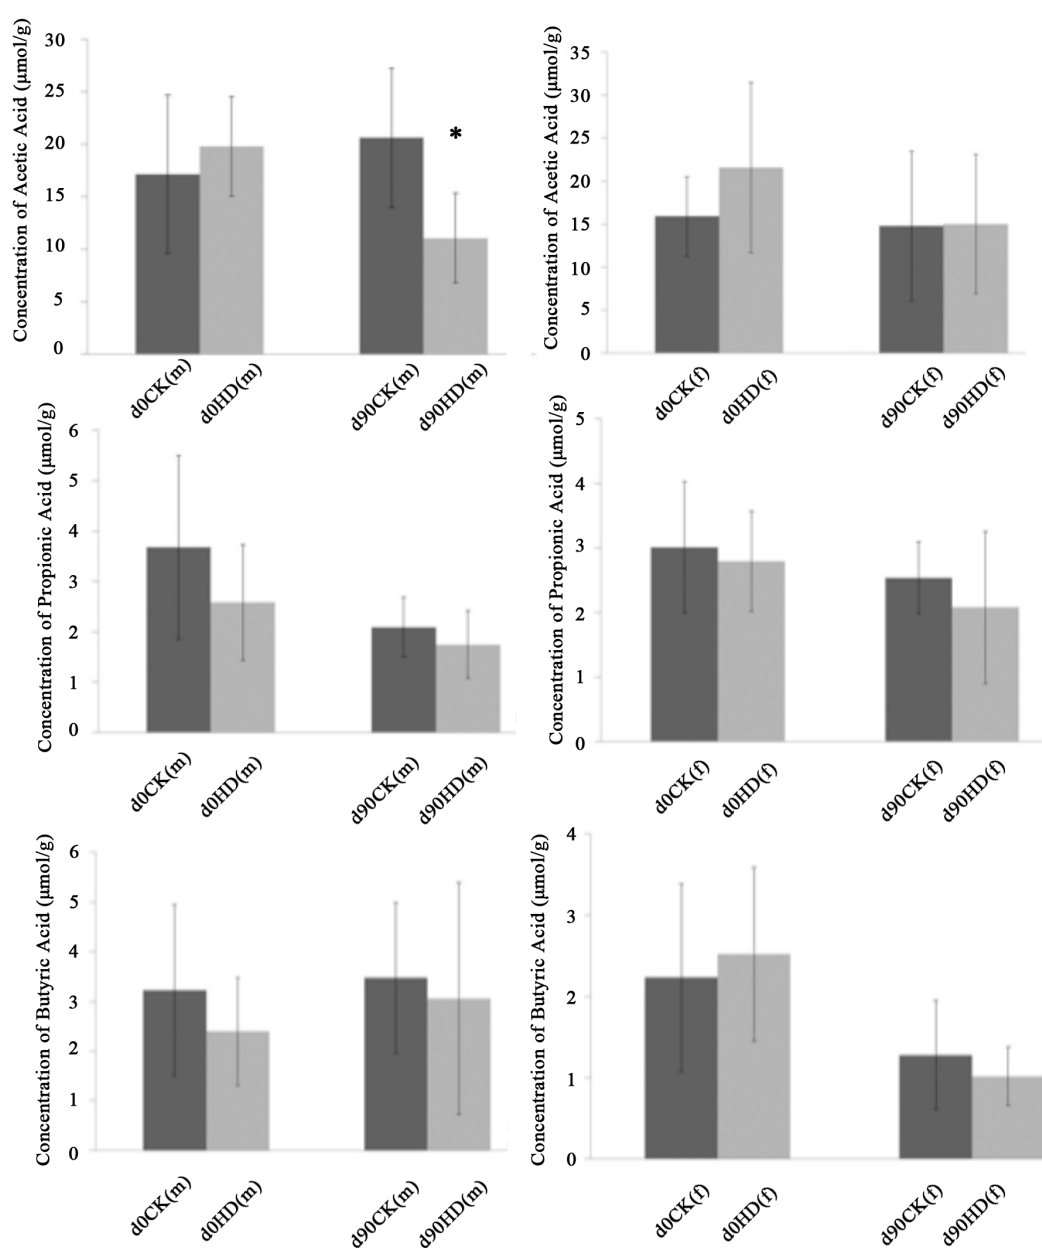 Concentration of Acetic Acid (μmol/g)
30
25
20
15
10
5
0
*
d0CK(m)
d0HD(m)
d90CK(m)
d90HD(m)
Concentration of Acetic Acid (μmol/g)
35
30
25
20
15
10
5
0
d0CK(f)
d0HD(f)
d90CK(f)
d90HD(f)
Concentration of Propionic Acid (μmol/g)
6
5
4
3
2
1
0
d0CK(m)
d0HD(m)
d90CK(m)
d90HD(m)
Concentration of Propionic Acid (μmol/g)
5
4
3
2
1
0
d0CK(f)
d0HD(f)
d90CK(f)
d90HD(f)
Concentration of Butyric Acid (μmol/g)
6
5
4
3
2
1
0
d0CK(m)
d0HD(m)
d90CK(m)
d90HD(m)
Concentration of Butyric Acid (μmol/g)
4
3
2
1
0
d0CK(f)
d0HD(f)
d90CK(f)
d90HD(f)